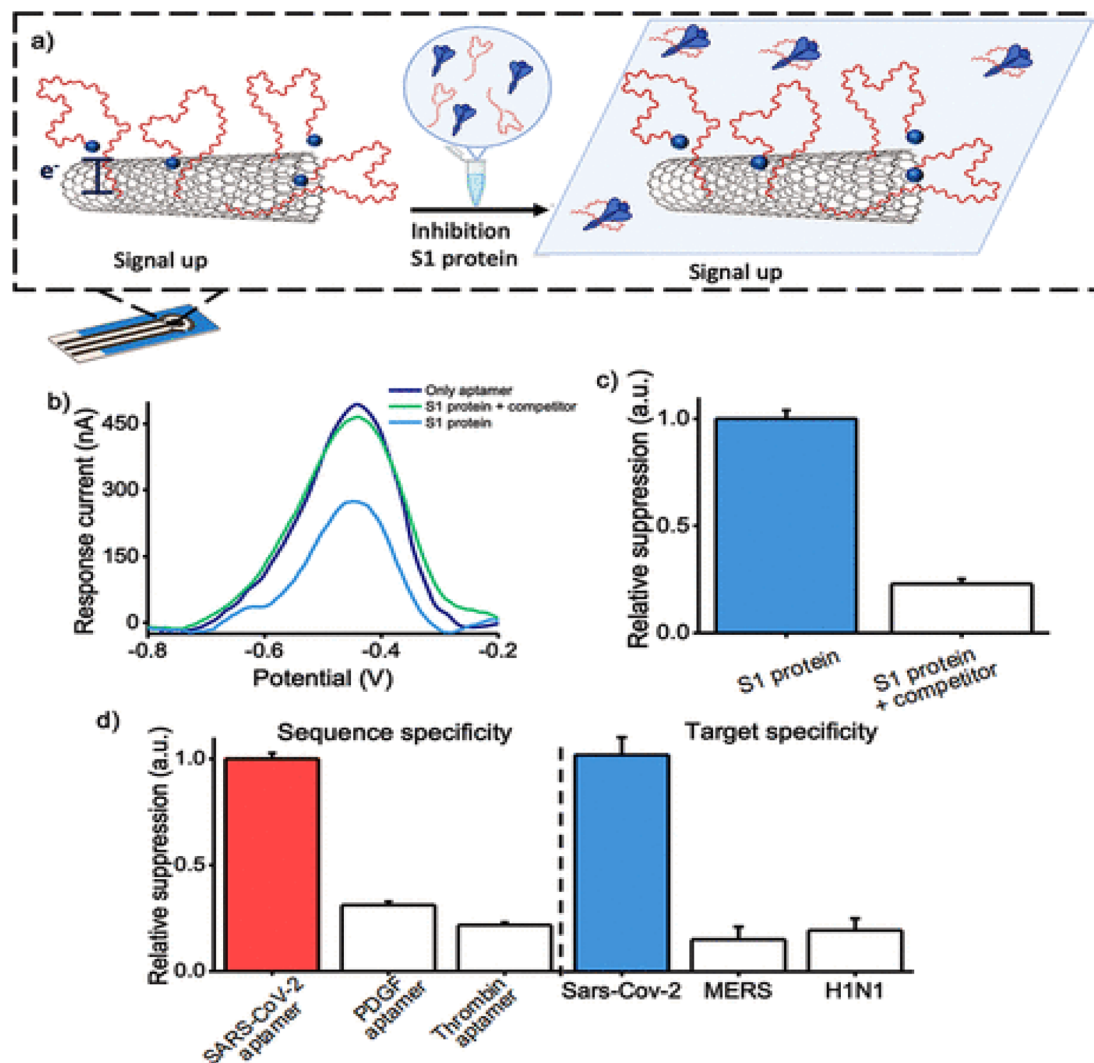 a)
e-
Signal up
Inhibition
S1 protein
Signal up
b)
Only aptamer
S1 protein + competitor
S1 protein
Response current (nA)
450
300
150
0
-0.8
-0.6
-0.4
-0.2
Potential (V)
c)
Relative suppression (a.u.)
1.0
0.5
0.0
S1 protein
S1 protein
+ competitor
d)
Sequence specificity
Target specificity
Relative suppression (a.u.)
1.0
0.5
0.0
SARS-CoV-2
aptamer
PDGF
aptamer
Thrombin
aptamer
Sars-Cov-2
MERS
H1N1